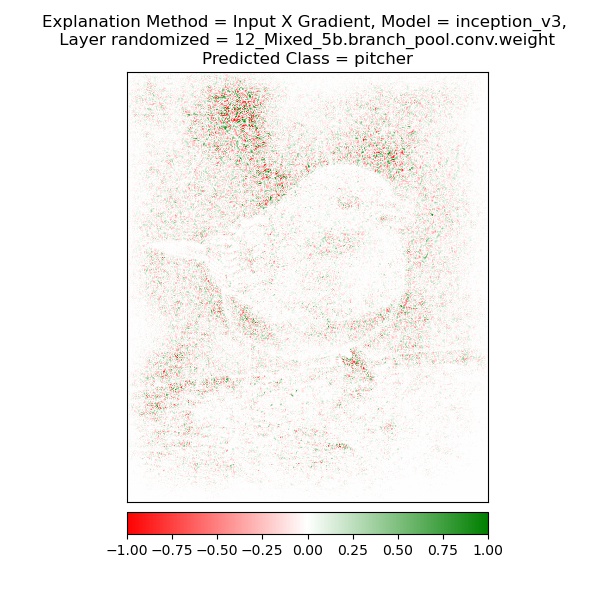 Explanation Method = Input X Gradient, Model = inception_v3,
Layer randomized = 12_Mixed_5b.branch_pool.conv.weight
Predicted Class = pitcher
−1.00 −0.75 −0.50 −0.25 0.00 0.25 0.50 0.75 1.00